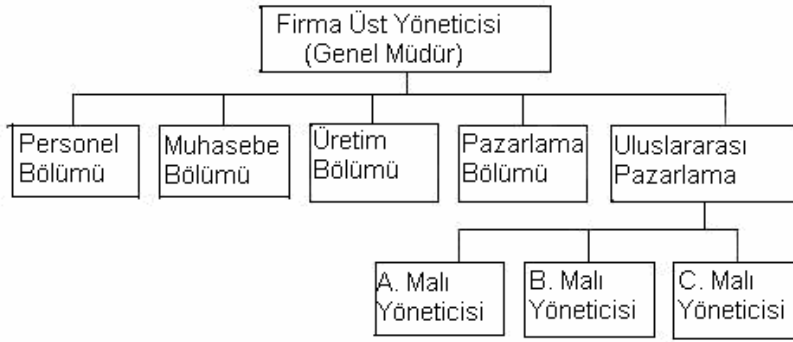 Firma Üst Yöneticisi
(Genel Müdür)
Personel
Bölümü
Muhasebe
Bölümü
Üretim
Bölümü
Pazarlama
Bölümü
Uluslararası
Pazarlama
A. Malı
Yöneticisi
B. Malı
Yöneticisi
C. Malı
Yöneticisi